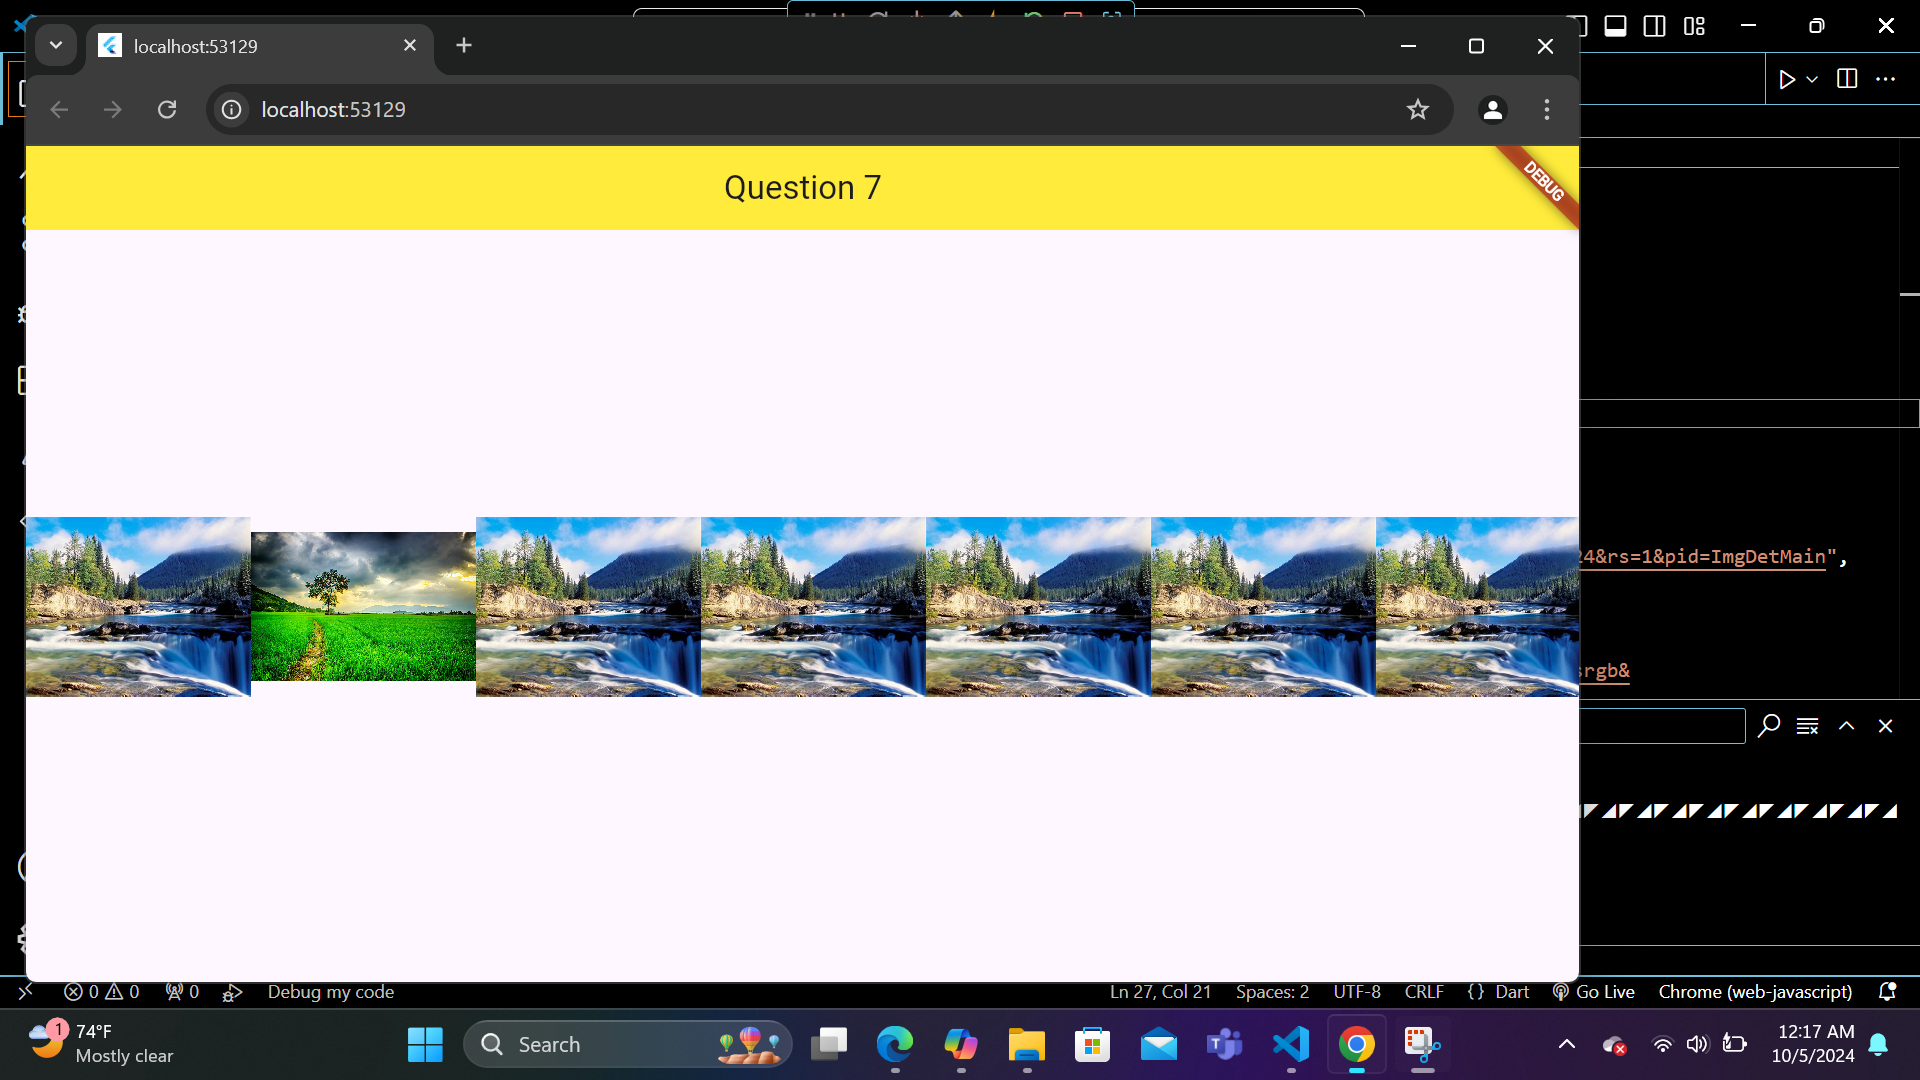 localhost:53129
localhost:53129
Question 7
DEBUG
24&rs=1&pid=ImgDetMain",
srgb&
0 0 0 Debug my code Ln 27, Col 21 Spaces: 2 UTF-8 CRLF {} Dart Go Live Chrome (web-javascript)
1
74°F
Mostly clear
Search
12:17 AM
10/5/2024